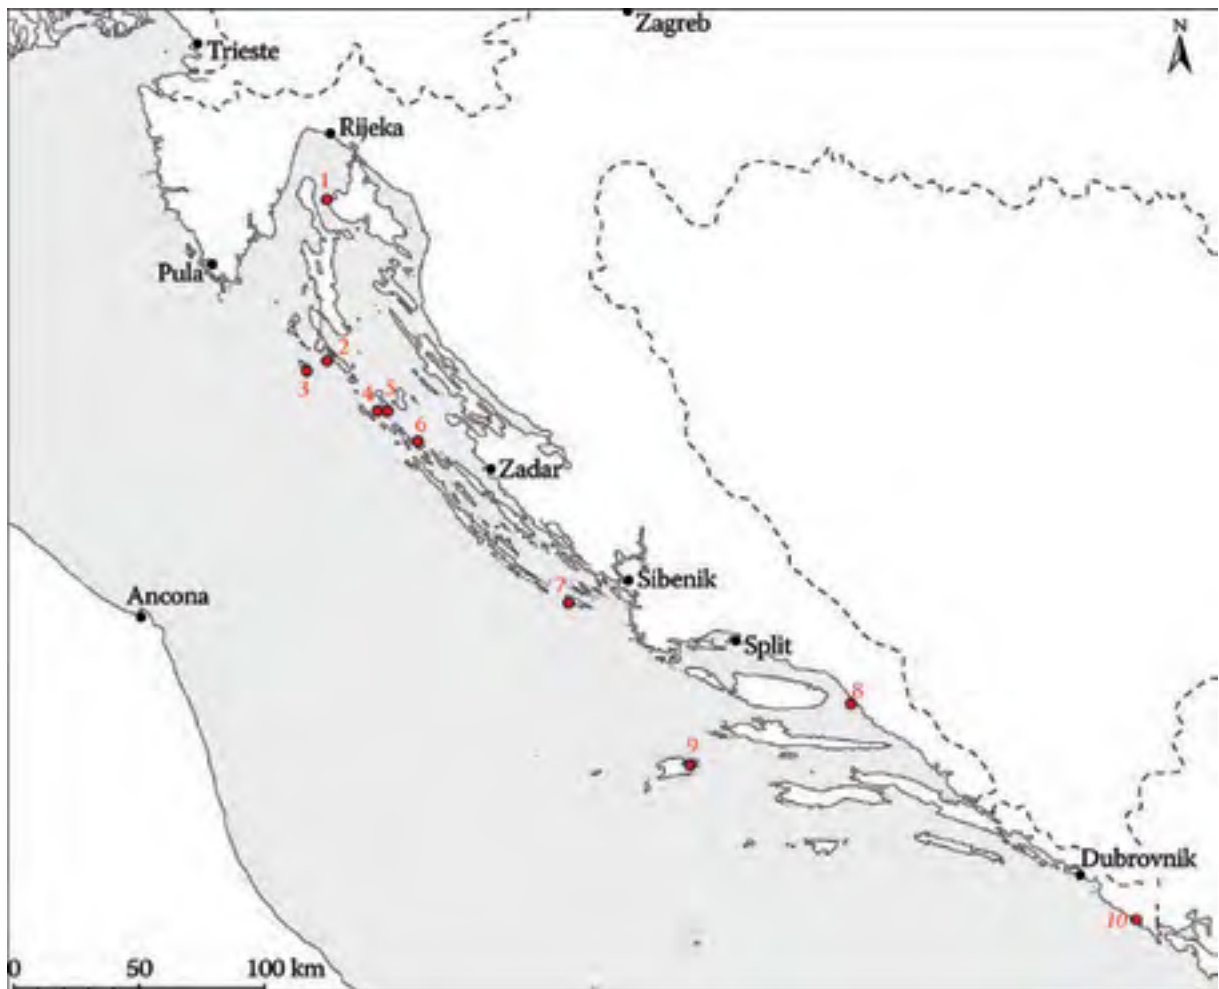 Zagreb
N
Trieste
Rijeka
1
Pula
2
3
4
5
6
Zadar
7
Šibenik
Ancona
Split
8
9
Dubrovnik
10
0 50 100 km